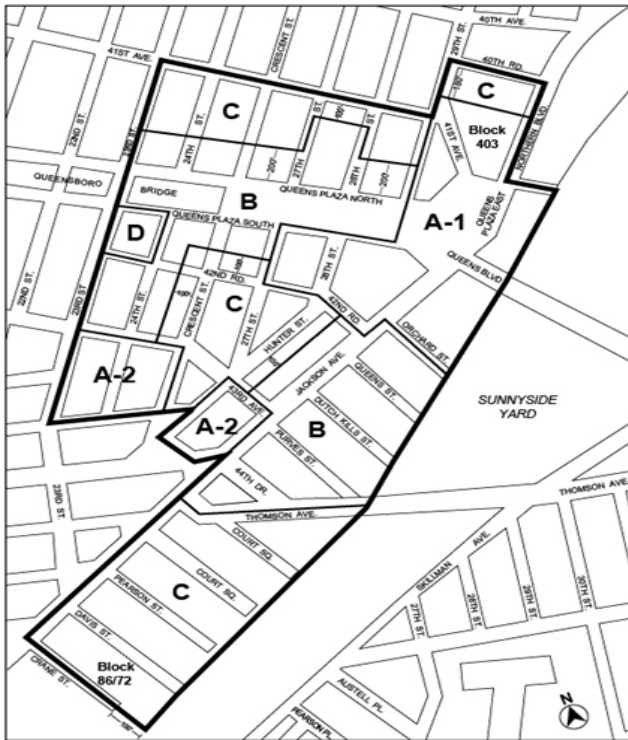 40TH AVE.
29TH ST.
41ST AVE.
CRESCENT ST.
40TH RD.
150'
C
Block
403
NORTHERN BLVD.
22ND ST.
23RD ST.
24TH ST.
C
ST.
ST.
400'
ST.
41ST AVE.
200'
27TH
28TH
200'
QUEENSBORO
BRIDGE
B
QUEENS PLAZA NORTH
QUEENS PLAZA EAST
A-1
QUEENS PLAZA SOUTH
D
QUEENS BLVD.
28TH ST.
42ND RD.
22ND ST.
23RD ST
24TH ST.
CRESCENT ST.
C
27TH ST.
42ND RD.
ORCHARD ST.
HUNTER ST.
JACKSON AVE.
QUEENS ST.
A-2
43RD AVE.
A-2
B
DUTCH KILLS ST.
PURVES ST.
SUNNYSIDE
YARD
23RD ST.
44TH DR.
THOMSON AVE.
THOMSON AVE.
COURT SQ.
COURT SQ.
C
PEARSON ST.
DAVIS ST.
SKILLMAN AVE
27TH ST.
28TH ST.
29TH ST.
30TH ST.
Block
86/72
CRANE ST.
AUSTELL PL.
PEARSON PL.
N